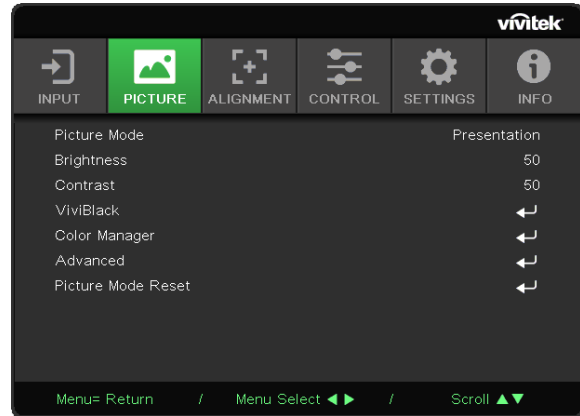 vivitek
INPUT PICTURE ALIGNMENT CONTROL SETTINGS INFO
Picture Mode Presentation
Brightness 50
Contrast 50
ViviBlack
Color Manager
Advanced
Picture Mode Reset
Menu= Return / Menu Select ◀ ▶ / Scroll ▲▼